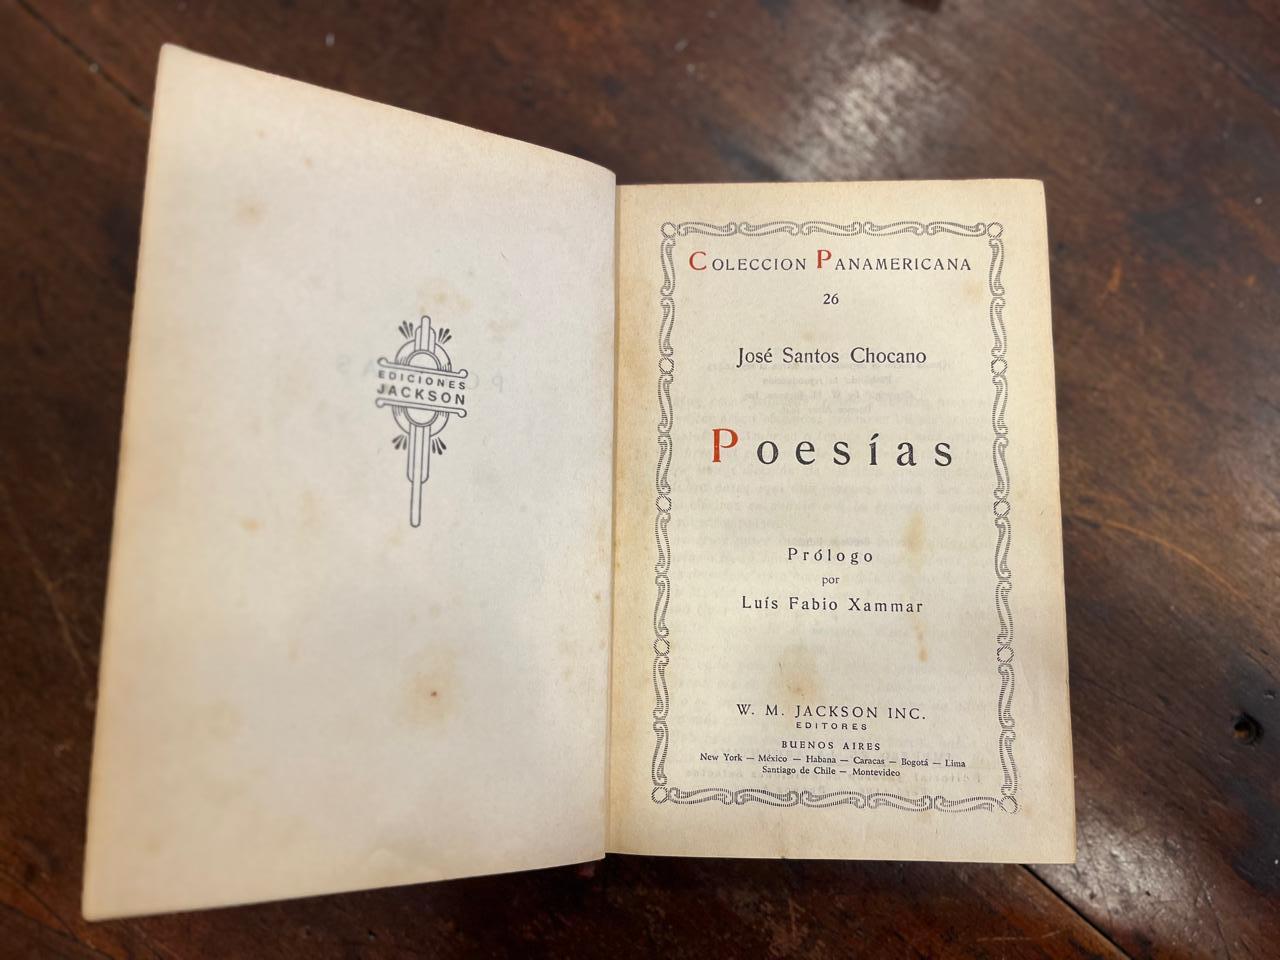 EDICIONES
JACKSON
COLECCION PANAMERICANA
26
José Santos Chocano
Poesías
Prólogo
por
Luís Fabio Xammar
W. M. JACKSON INC.
EDITORES
BUENOS AIRES
New York — México — Habana — Caracas — Bogotá — Lima
Santiago de Chile — Montevideo